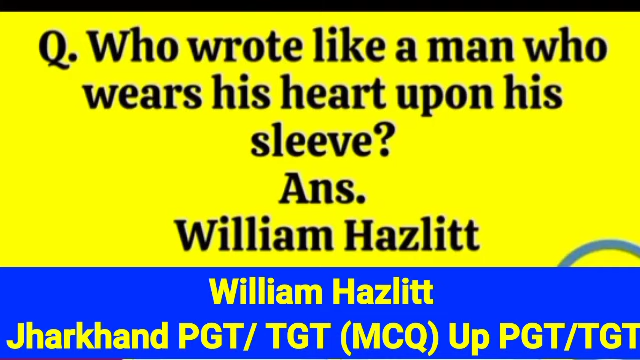 Q. Who wrote like a man who
wears his heart upon his
sleeve?
Ans.
William Hazlitt
William Hazlitt
Jharkhand PGT/ TGT (MCQ) Up PGT/TGT